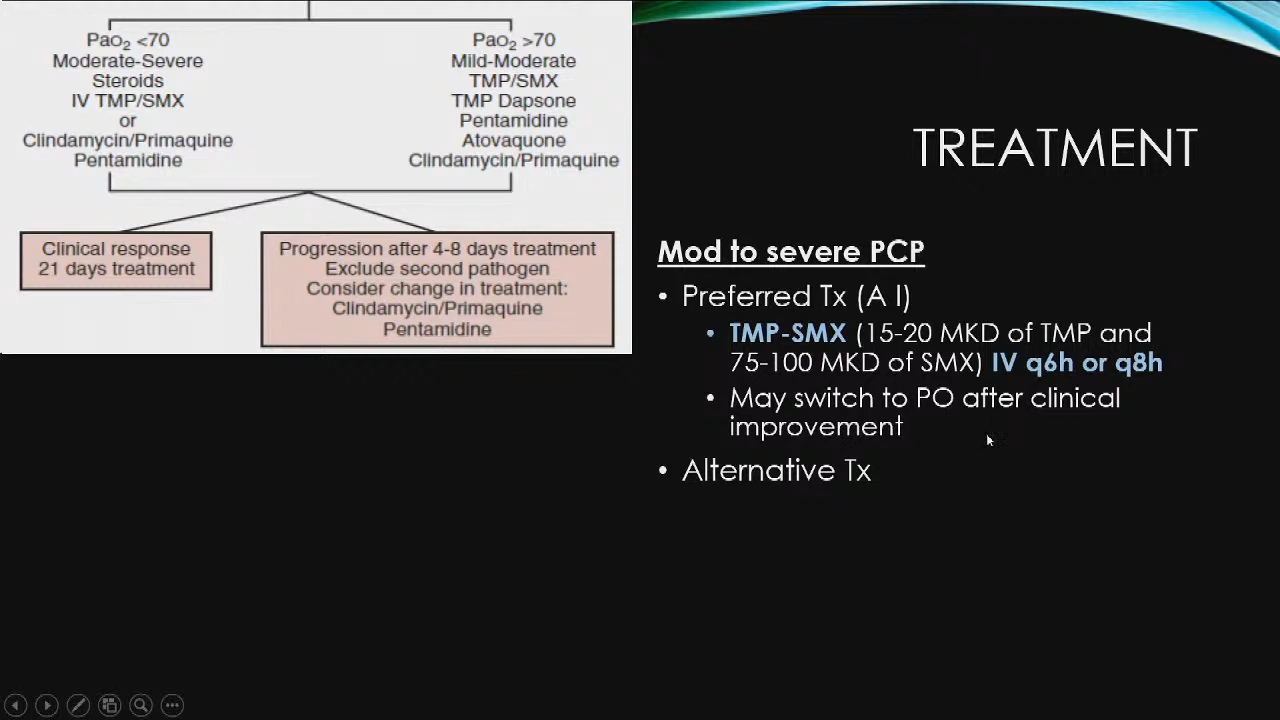 PaO₂ <70
Moderate-Severe
Steroids
IV TMP/SMX
or
Clindamycin/Primaquine
Pentamidine
PaO₂ >70
Mild-Moderate
TMP/SMX
TMP Dapsone
Pentamidine
Atovaquone
Clindamycin/Primaquine
Clinical response
21 days treatment
Progression after 4-8 days treatment
Exclude second pathogen
Consider change in treatment:
Clindamycin/Primaquine
Pentamidine
TREATMENT
Mod to severe PCP
• Preferred Tx (A I)
• TMP-SMX (15-20 MKD of TMP and
75-100 MKD of SMX) IV q6h or q8h
• May switch to PO after clinical
improvement
• Alternative Tx